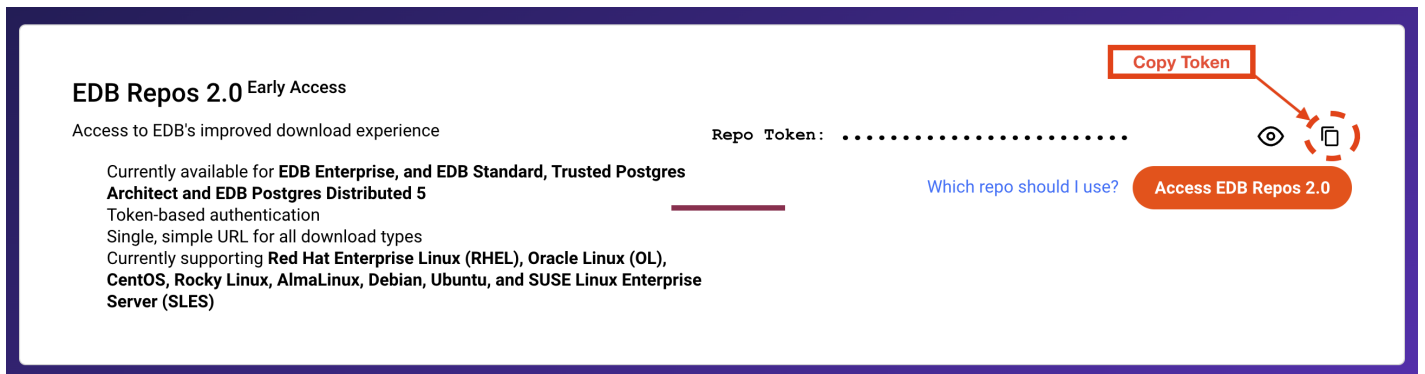 Copy Token
EDB Repos 2.0 Early Access
Access to EDB's improved download experience
Repo Token: ••••••••••••••••••••••••
Currently available for EDB Enterprise, and EDB Standard, Trusted Postgres
Architect and EDB Postgres Distributed 5
Which repo should I use?
Access EDB Repos 2.0
Token-based authentication
Single, simple URL for all download types
Currently supporting Red Hat Enterprise Linux (RHEL), Oracle Linux (OL),
CentOS, Rocky Linux, AlmaLinux, Debian, Ubuntu, and SUSE Linux Enterprise
Server (SLES)